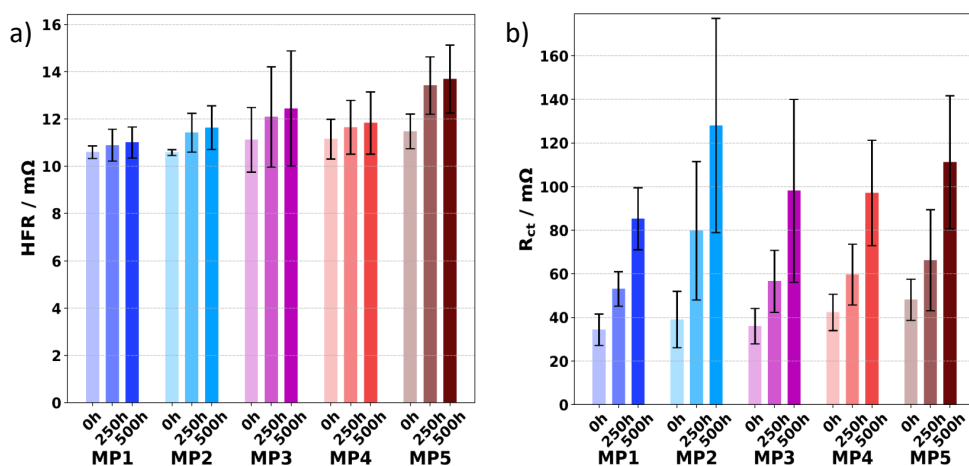 a)
HFR / mΩ
16
14
12
10
8
6
4
2
0
0h 250h 500h 0h 250h 500h 0h 250h 500h 0h 250h 500h 0h 250h 500h
MP1 MP2 MP3 MP4 MP5
b)
Rct / mΩ
160
140
120
100
80
60
40
20
0
0h 250h 500h 0h 250h 500h 0h 250h 500h 0h 250h 500h 0h 250h 500h
MP1 MP2 MP3 MP4 MP5